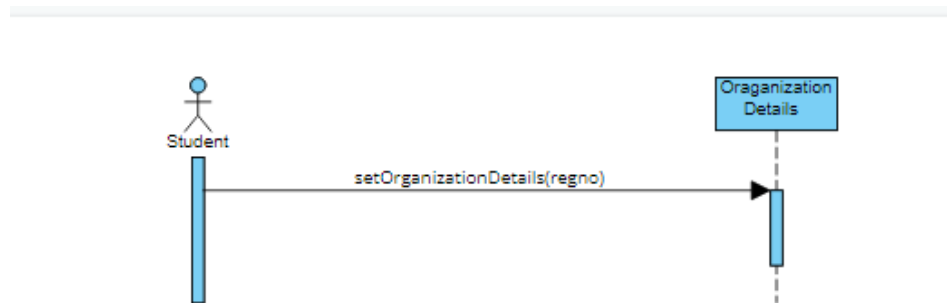 Oraganization
Details
Student
setOrganizationDetails(regno)